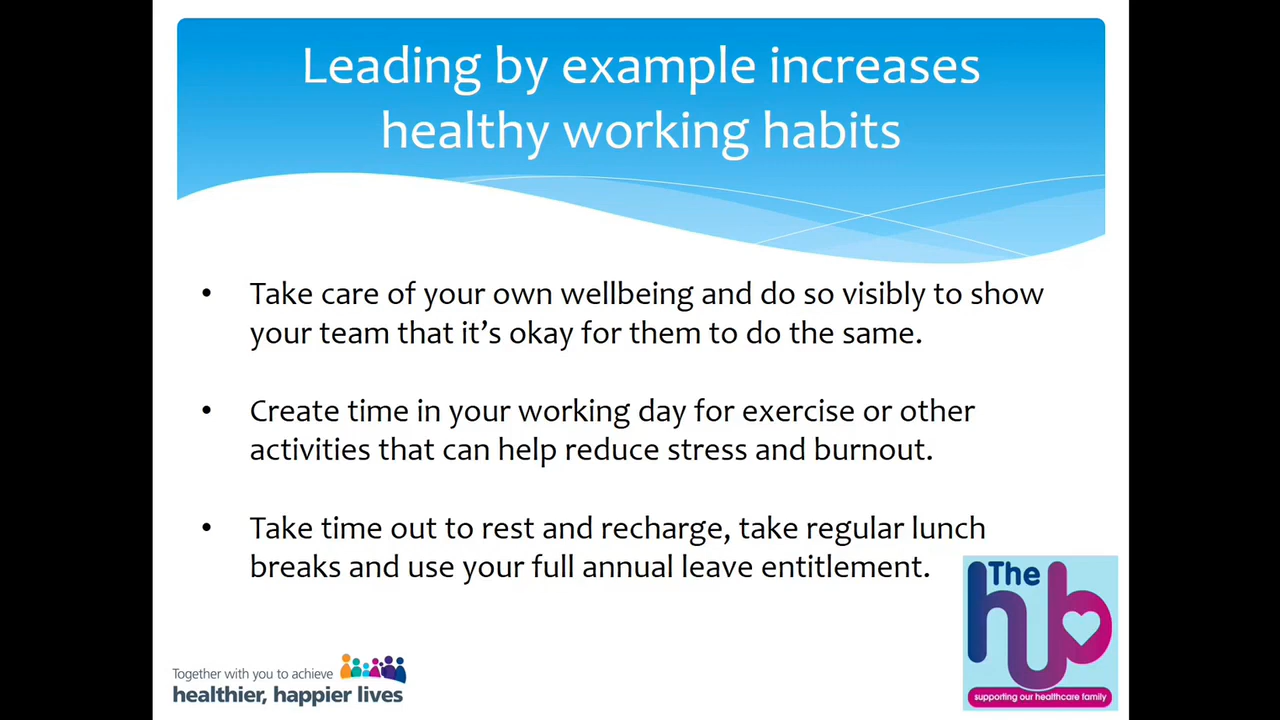 Leading by example increases
healthy working habits
• Take care of your own wellbeing and do so visibly to show
your team that it’s okay for them to do the same.
• Create time in your working day for exercise or other
activities that can help reduce stress and burnout.
• Take time out to rest and recharge, take regular lunch
breaks and use your full annual leave entitlement.
Together with you to achieve
healthier, happier lives
The
hub
supporting our healthcare family